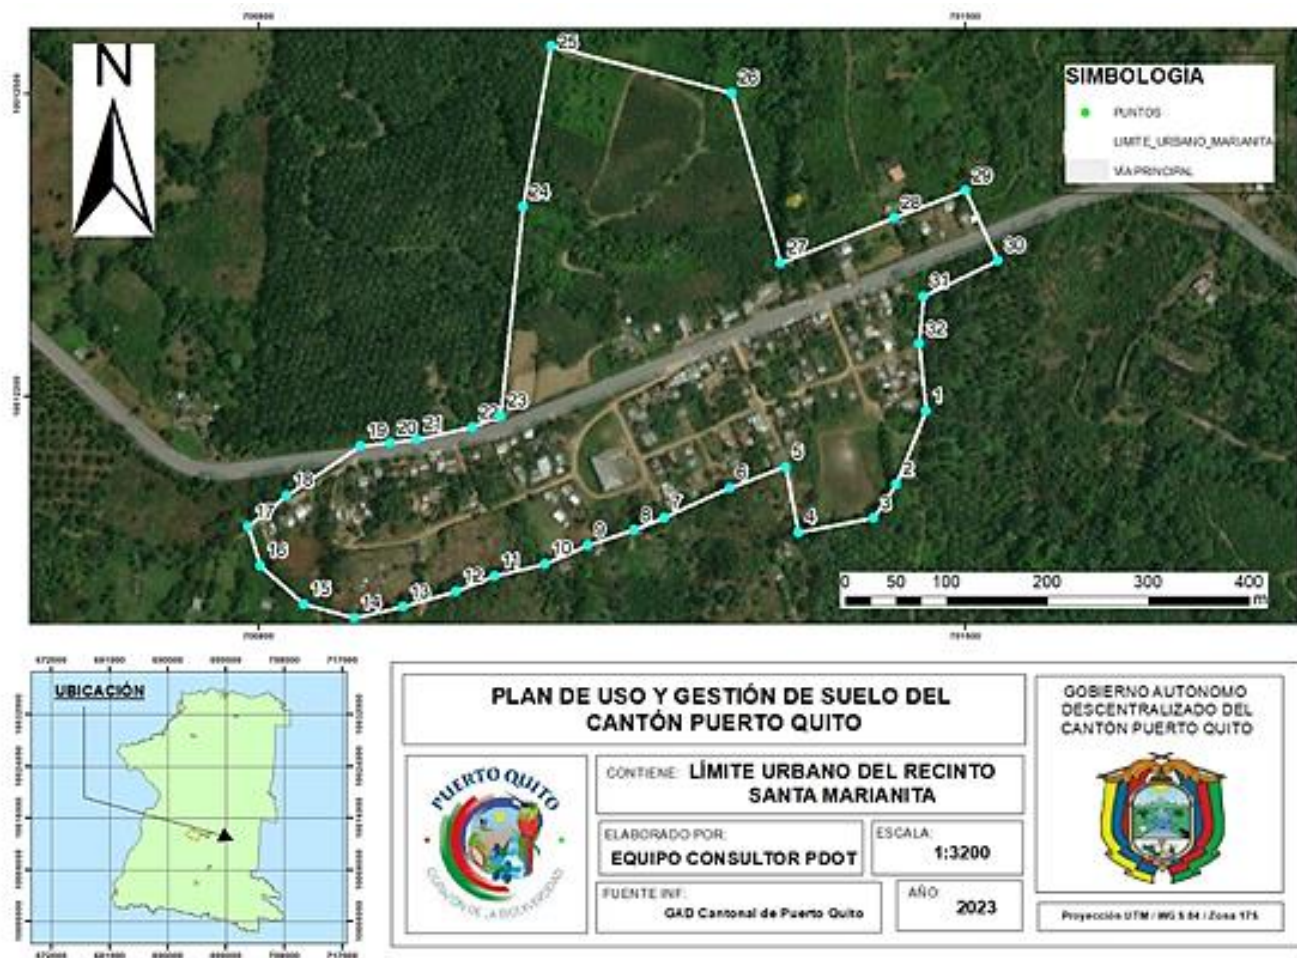 N
SIMBOLOGIA
PUNTOS
LIMITE_URBANO_MARIANITA
VÍA PRINCIPAL
25
26
24
29
28
30
27
31
32
23
22
21
20
19
1
5
18
6
2
17
7
3
8
4
16
9
10
11
12
15
13
14
0 50 100 200 300 400
m
UBICACIÓN
PLAN DE USO Y GESTIÓN DE SUELO DEL
CANTÓN PUERTO QUITO
CONTIENE: LÍMITE URBANO DEL RECINTO
SANTA MARIANITA
ELABORADO POR:
EQUIPO CONSULTOR PDOT
ESCALA:
1:3200
FUENTE INF:
GAD Cantonal de Puerto Quito
AÑO
2023
PUERTO QUITO
GOBIERNO AUTONOMO
DESCENTRALIZADO DEL
CANTÓN PUERTO QUITO